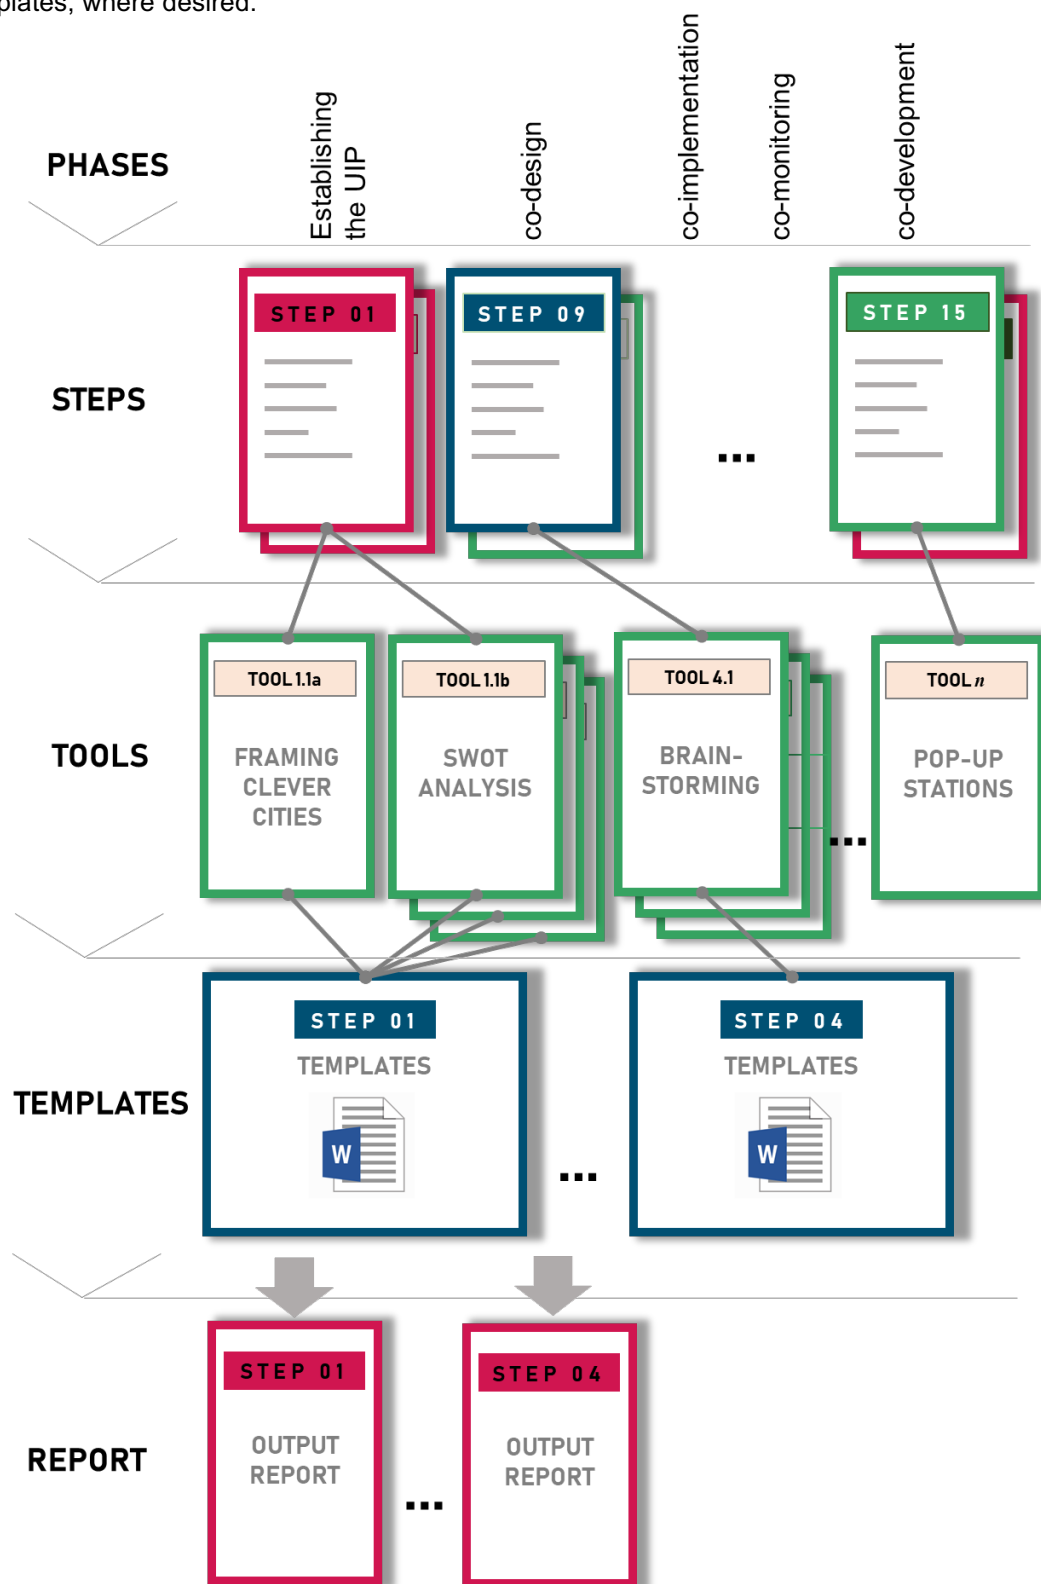 plates, where desired.
PHASES
Establishing
the UIP
co-design
co-implementation
co-monitoring
co-development
STEPS
STEP 01
STEP 09
...
STEP 15
TOOLS
TOOL 1.1a
FRAMING
CLEVER
CITIES
TOOL 1.1b
SWOT
ANALYSIS
TOOL 4.1
BRAIN-
STORMING
...
TOOL n
POP-UP
STATIONS
TEMPLATES
STEP 01
TEMPLATES
W
...
STEP 04
TEMPLATES
W
REPORT
STEP 01
OUTPUT
REPORT
...
STEP 04
OUTPUT
REPORT